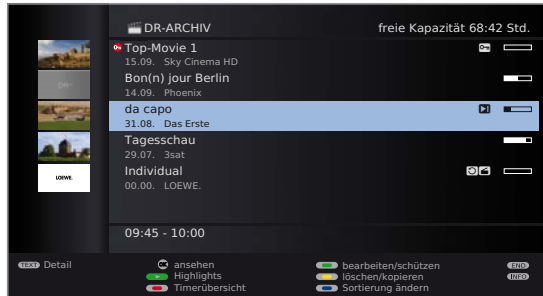 DR-ARCHIV freie Kapazität 68:42 Std.
Top-Movie 1
15.09. Sky Cinema HD
Bon(n) jour Berlin
14.09. Phoenix
da capo
31.08. Das Erste
Tagesschau
29.07. 3sat
Individual
00.00. LOEWE.
DR+
LOEWE.
09:45 - 10:00
TEXT Detail OK ansehen bearbeiten/schützen END
Highlights löschen/kopieren INFO
Timerübersicht Sortierung ändern